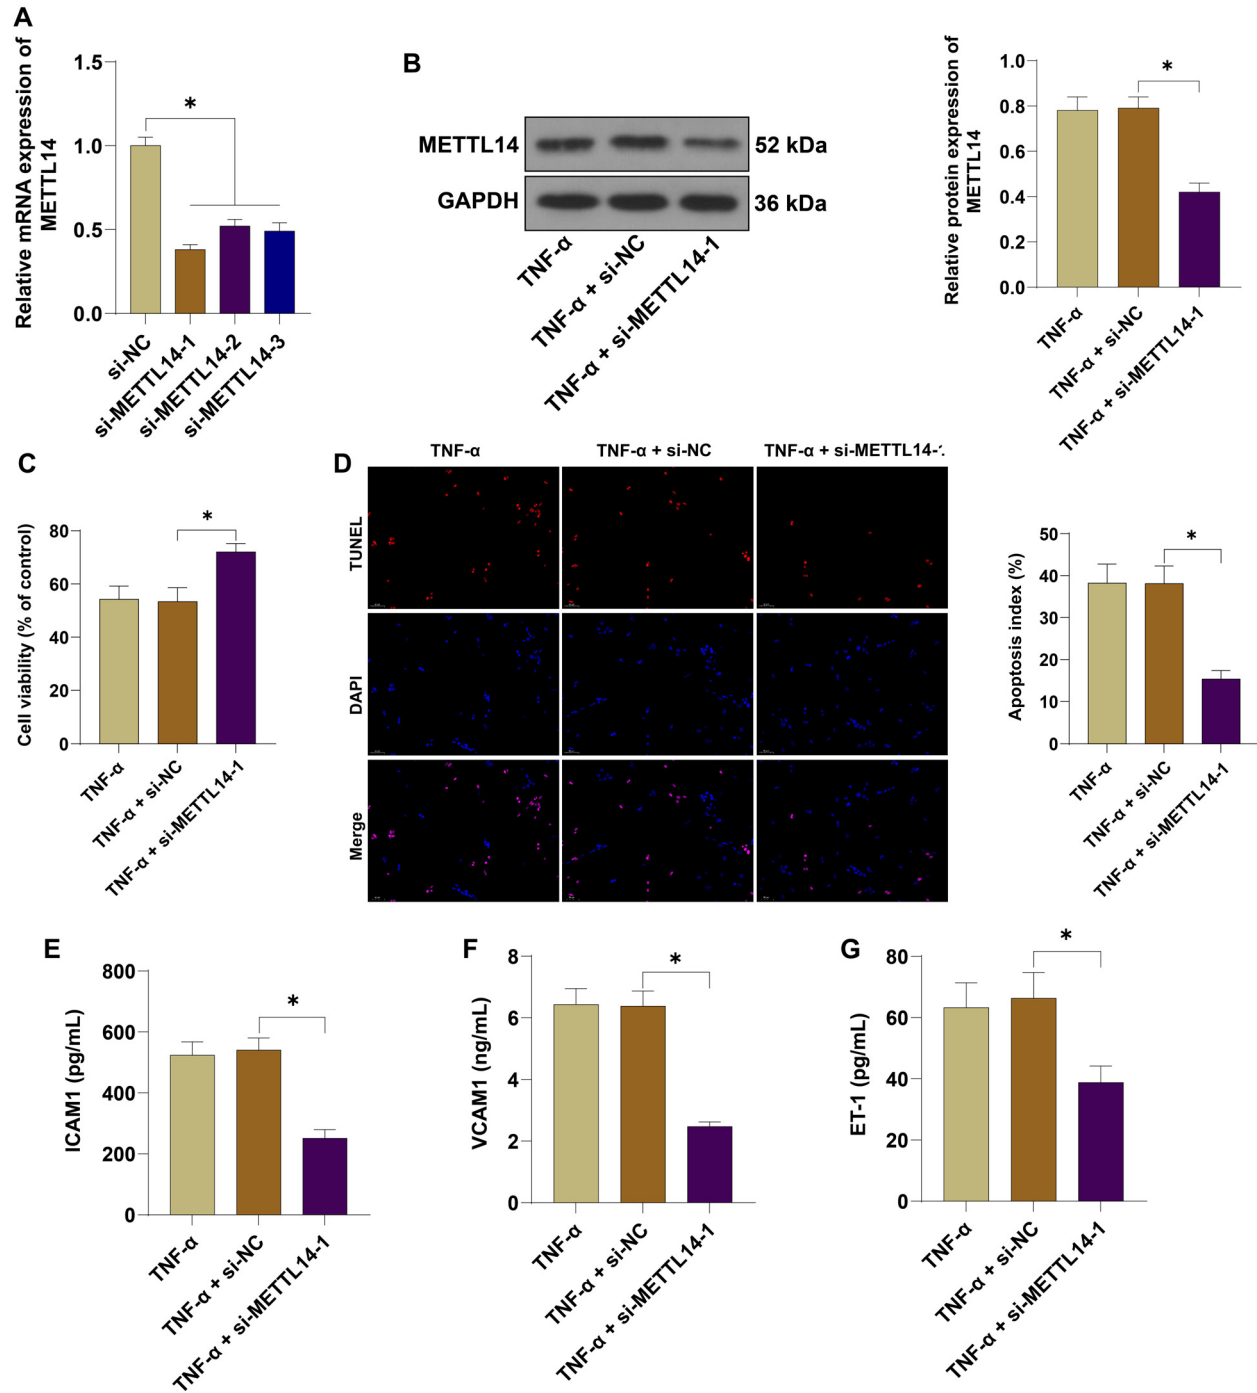 A
Relative mRNA expression of
METTL14
1.5
1.0
0.5
0.0
*
si-NC
si-METTL14-1
si-METTL14-2
si-METTL14-3
B
METTL14
52 kDa
GAPDH
36 kDa
TNF-α
TNF-α + si-NC
TNF-α + si-METTL14-1
Relative protein expression of
METTL14
1.0
0.8
0.6
0.4
0.2
0.0
*
TNF-α
TNF-α + si-NC
TNF-α + si-METTL14-1
C
Cell viability (% of control)
80
60
40
20
0
*
TNF-α
TNF-α + si-NC
TNF-α + si-METTL14-1
D
TNF-α
TNF-α + si-NC
TNF-α + si-METTL14-
TUNEL
DAPI
Merge
Apoptosis index (%)
50
40
30
20
10
0
*
TNF-α
TNF-α + si-NC
TNF-α + si-METTL14-1
E
ICAM1 (pg/mL)
800
600
400
200
0
*
TNF-α
TNF-α + si-NC
TNF-α + si-METTL14-1
F
VCAM1 (ng/mL)
8
6
4
2
0
*
TNF-α
TNF-α + si-NC
TNF-α + si-METTL14-1
G
ET-1 (pg/mL)
80
60
40
20
0
*
TNF-α
TNF-α + si-NC
TNF-α + si-METTL14-1